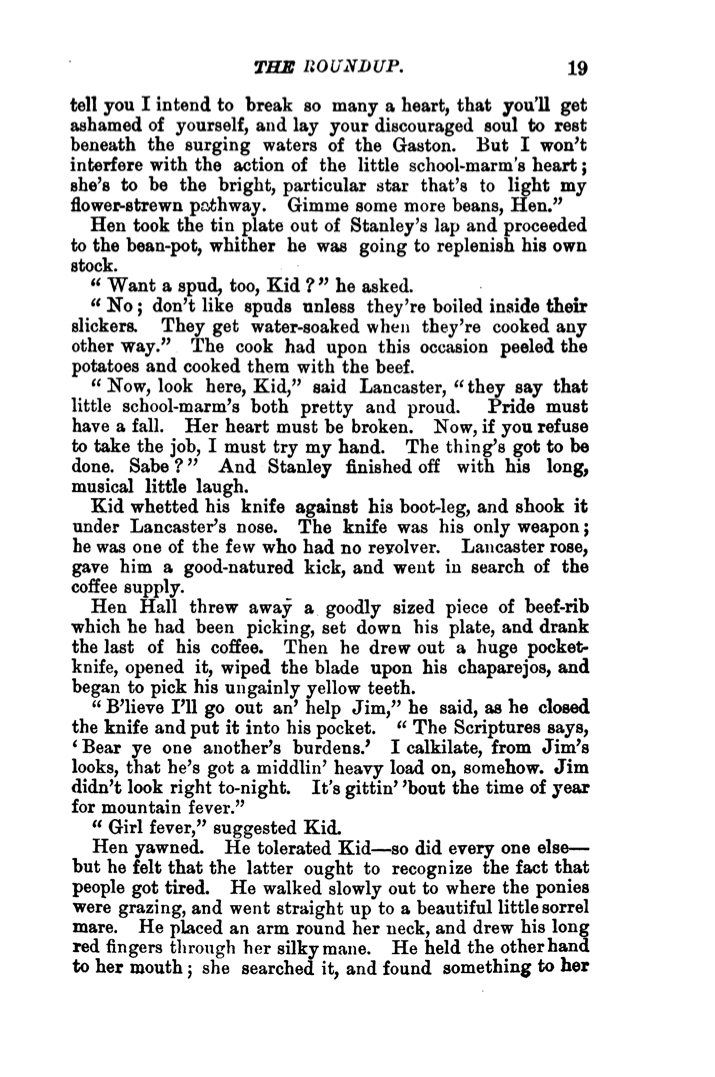 THE ROUNDUP. 19
tell you I intend to break so many a heart, that you'll get
ashamed of yourself, and lay your discouraged soul to rest
beneath the surging waters of the Gaston. But I won't
interfere with the action of the little school-marm's heart;
she's to be the bright, particular star that's to light my
flower-strewn pathway. Gimme some more beans, Hen."
Hen took the tin plate out of Stanley's lap and proceeded
to the bean-pot, whither he was going to replenish his own
stock.
"Want a spud, too, Kid?" he asked.
"No; don't like spuds unless they're boiled inside their
slickers. They get water-soaked when they're cooked any
other way." The cook had upon this occasion peeled the
potatoes and cooked them with the beef.
"Now, look here, Kid," said Lancaster, "they say that
little school-marm's both pretty and proud. Pride must
have a fall. Her heart must be broken. Now, if you refuse
to take the job, I must try my hand. The thing's got to be
done. Sabe?" And Stanley finished off with his long,
musical little laugh.
Kid whetted his knife against his boot-leg, and shook it
under Lancaster's nose. The knife was his only weapon;
he was one of the few who had no revolver. Lancaster rose,
gave him a good-natured kick, and went in search of the
coffee supply.
Hen Hall threw away a goodly sized piece of beef-rib
which he had been picking, set down his plate, and drank
the last of his coffee. Then he drew out a huge pocket-
knife, opened it, wiped the blade upon his chaparejos, and
began to pick his ungainly yellow teeth.
"B'lieve I'll go out an' help Jim," he said, as he closed
the knife and put it into his pocket. "The Scriptures says,
'Bear ye one another's burdens.' I calkilate, from Jim's
looks, that he's got a middlin' heavy load on, somehow. Jim
didn't look right to-night. It's gittin' 'bout the time of year
for mountain fever."
"Girl fever," suggested Kid.
Hen yawned. He tolerated Kid—so did every one else—
but he felt that the latter ought to recognize the fact that
people got tired. He walked slowly out to where the ponies
were grazing, and went straight up to a beautiful little sorrel
mare. He placed an arm round her neck, and drew his long
red fingers through her silky mane. He held the other hand
to her mouth; she searched it, and found something to her